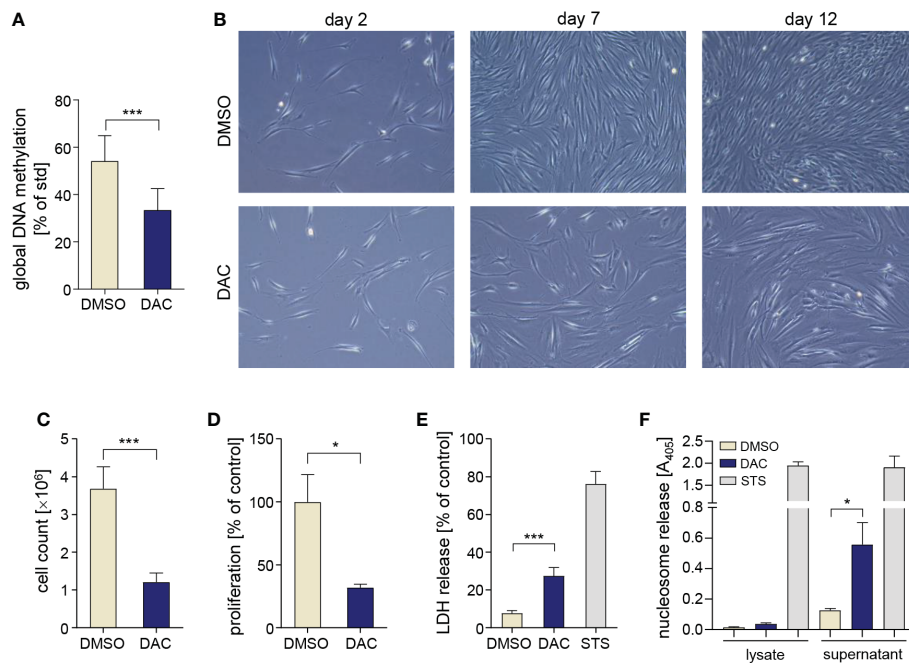 A
global DNA methylation
[% of std]
80
60
40
20
0
***
DMSO DAC
B
day 2 day 7 day 12
DMSO
DAC
C
cell count [×10⁶]
5
4
3
2
1
0
***
DMSO DAC
D
proliferation [% of control]
150
100
50
0
*
DMSO DAC
E
LDH release [% of control]
100
80
60
40
20
0
***
DMSO DAC STS
F
nucleosome release [A₄₀₅]
2.5
2.0
1.5
0.8
0.6
0.4
0.2
0.0
DMSO
DAC
STS
*
lysate supernatant